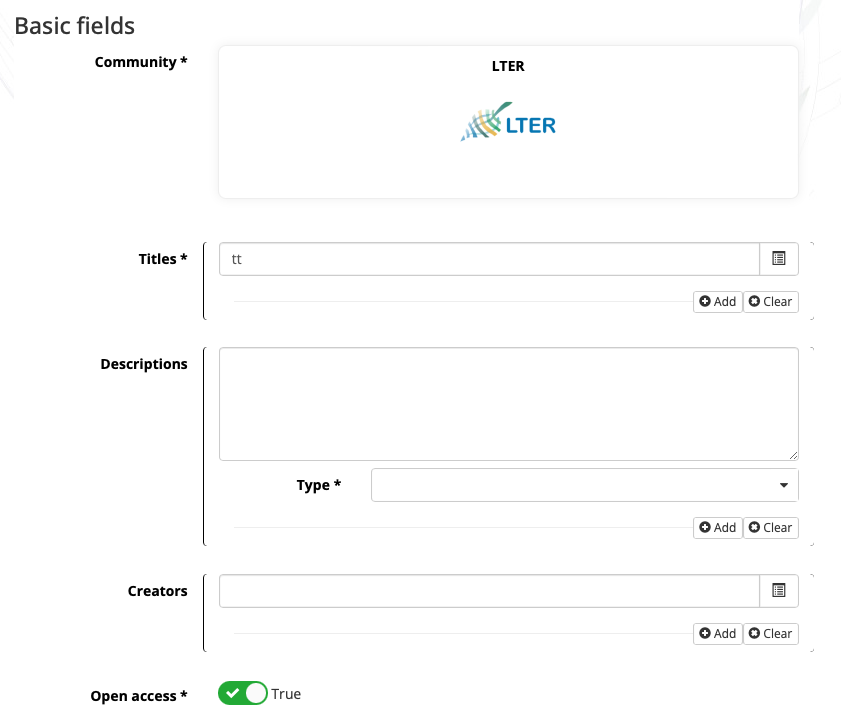 Basic fields
Community *
LTER
LTER
Titles *
tt
Add Clear
Descriptions
Type *
Add Clear
Creators
Add Clear
Open access *
True